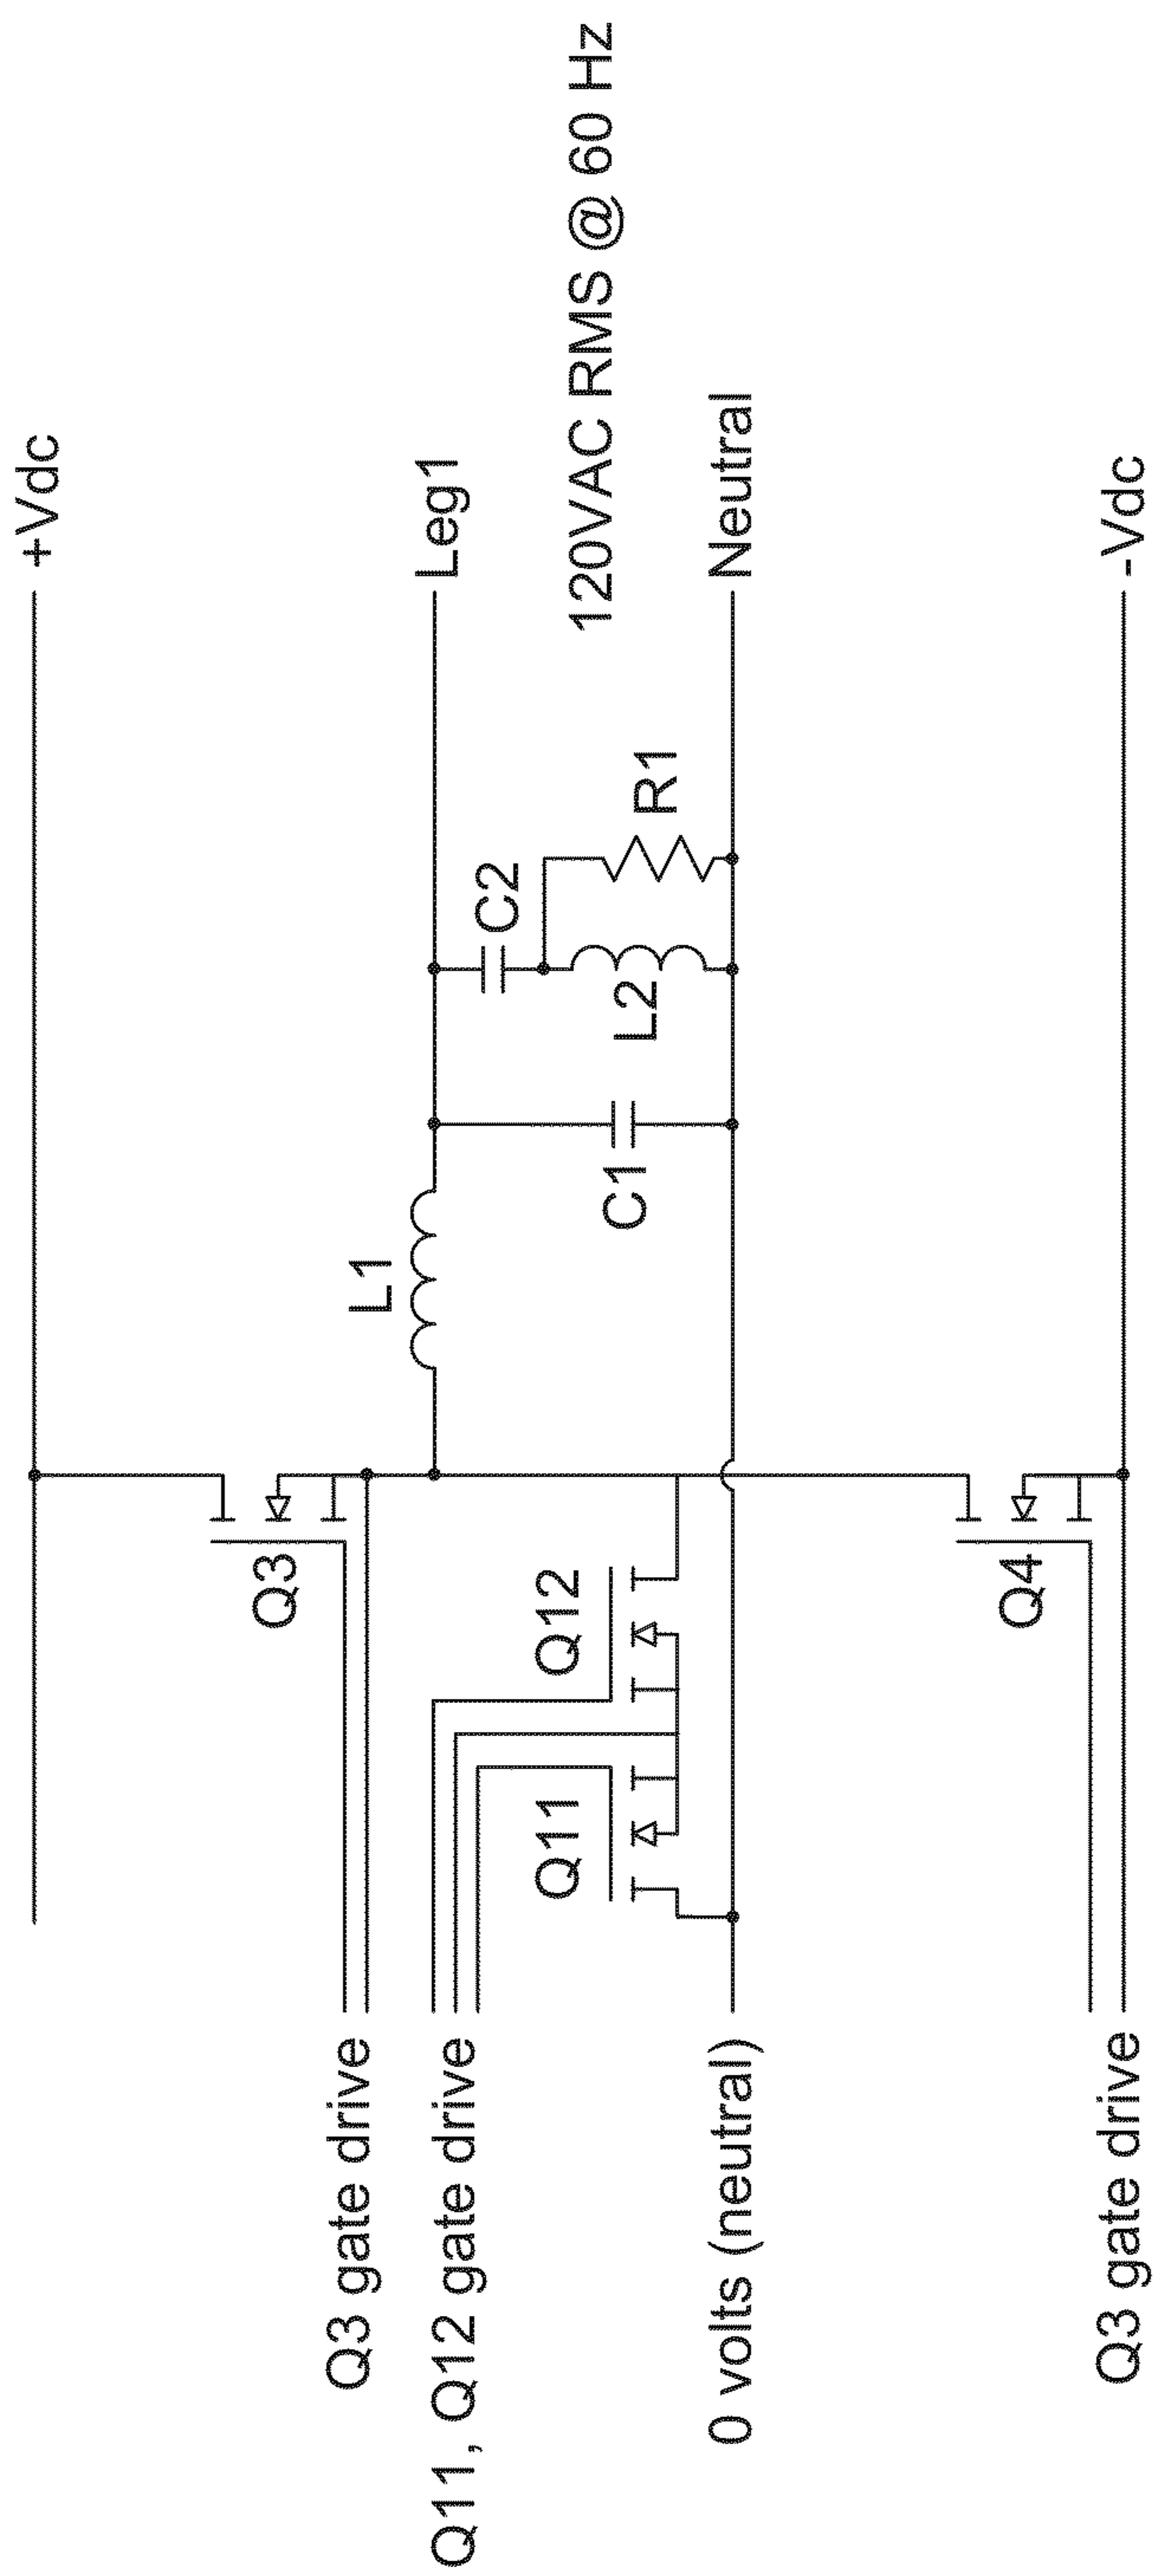 +Vdc
Q3
Q3 gate drive
L1
Leg1
Q11, Q12 gate drive
C2
Q11
Q12
120VAC RMS @ 60 Hz
C1
L2
R1
0 volts (neutral)
Neutral
Q4
Q3 gate drive
-Vdc